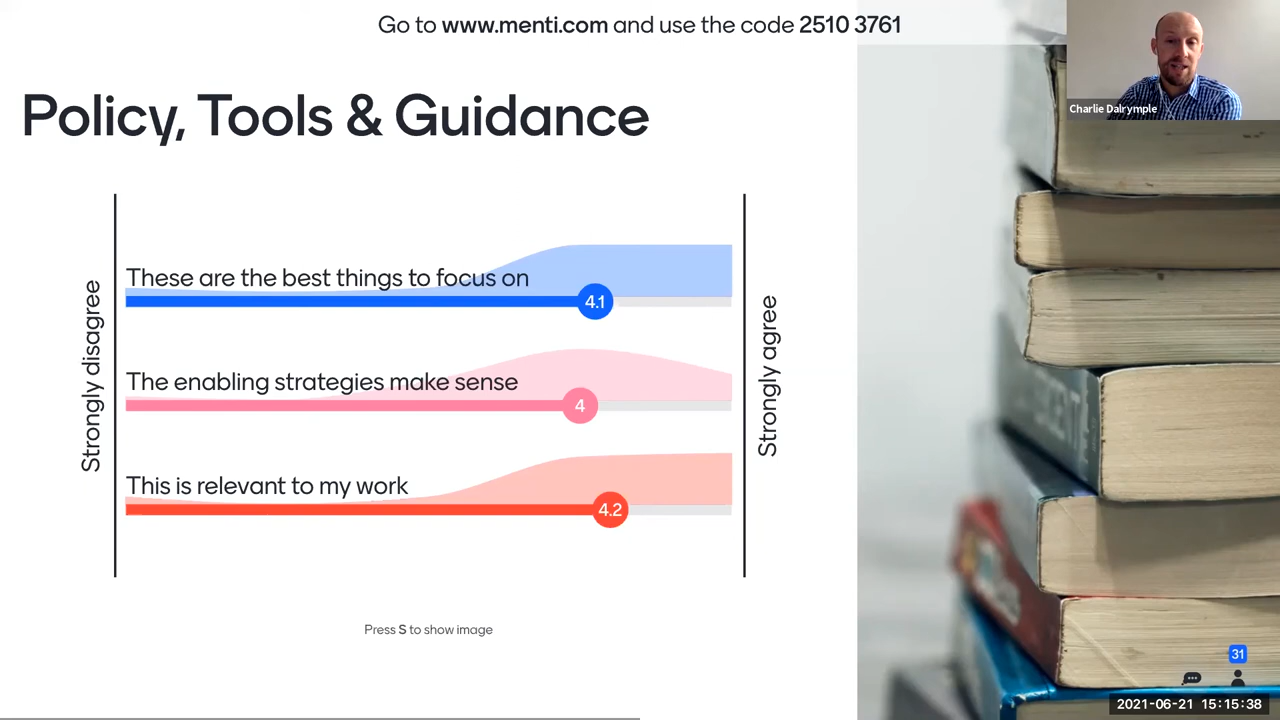 Go to www.menti.com and use the code 2510 3761
Charlie Dalrymple
Policy, Tools & Guidance
Strongly disagree
These are the best things to focus on
4.1
The enabling strategies make sense
4
This is relevant to my work
4.2
Strongly agree
Press S to show image
31
2021-06-21 15:15:38